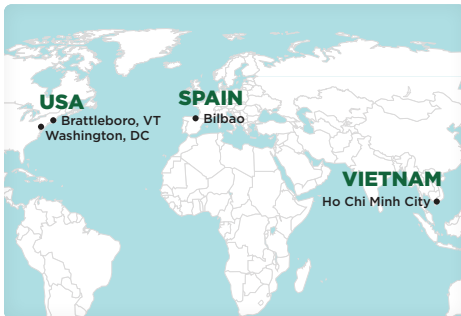 USA
Brattleboro, VT
Washington, DC
SPAIN
Bilbao
VIETNAM
Ho Chi Minh City